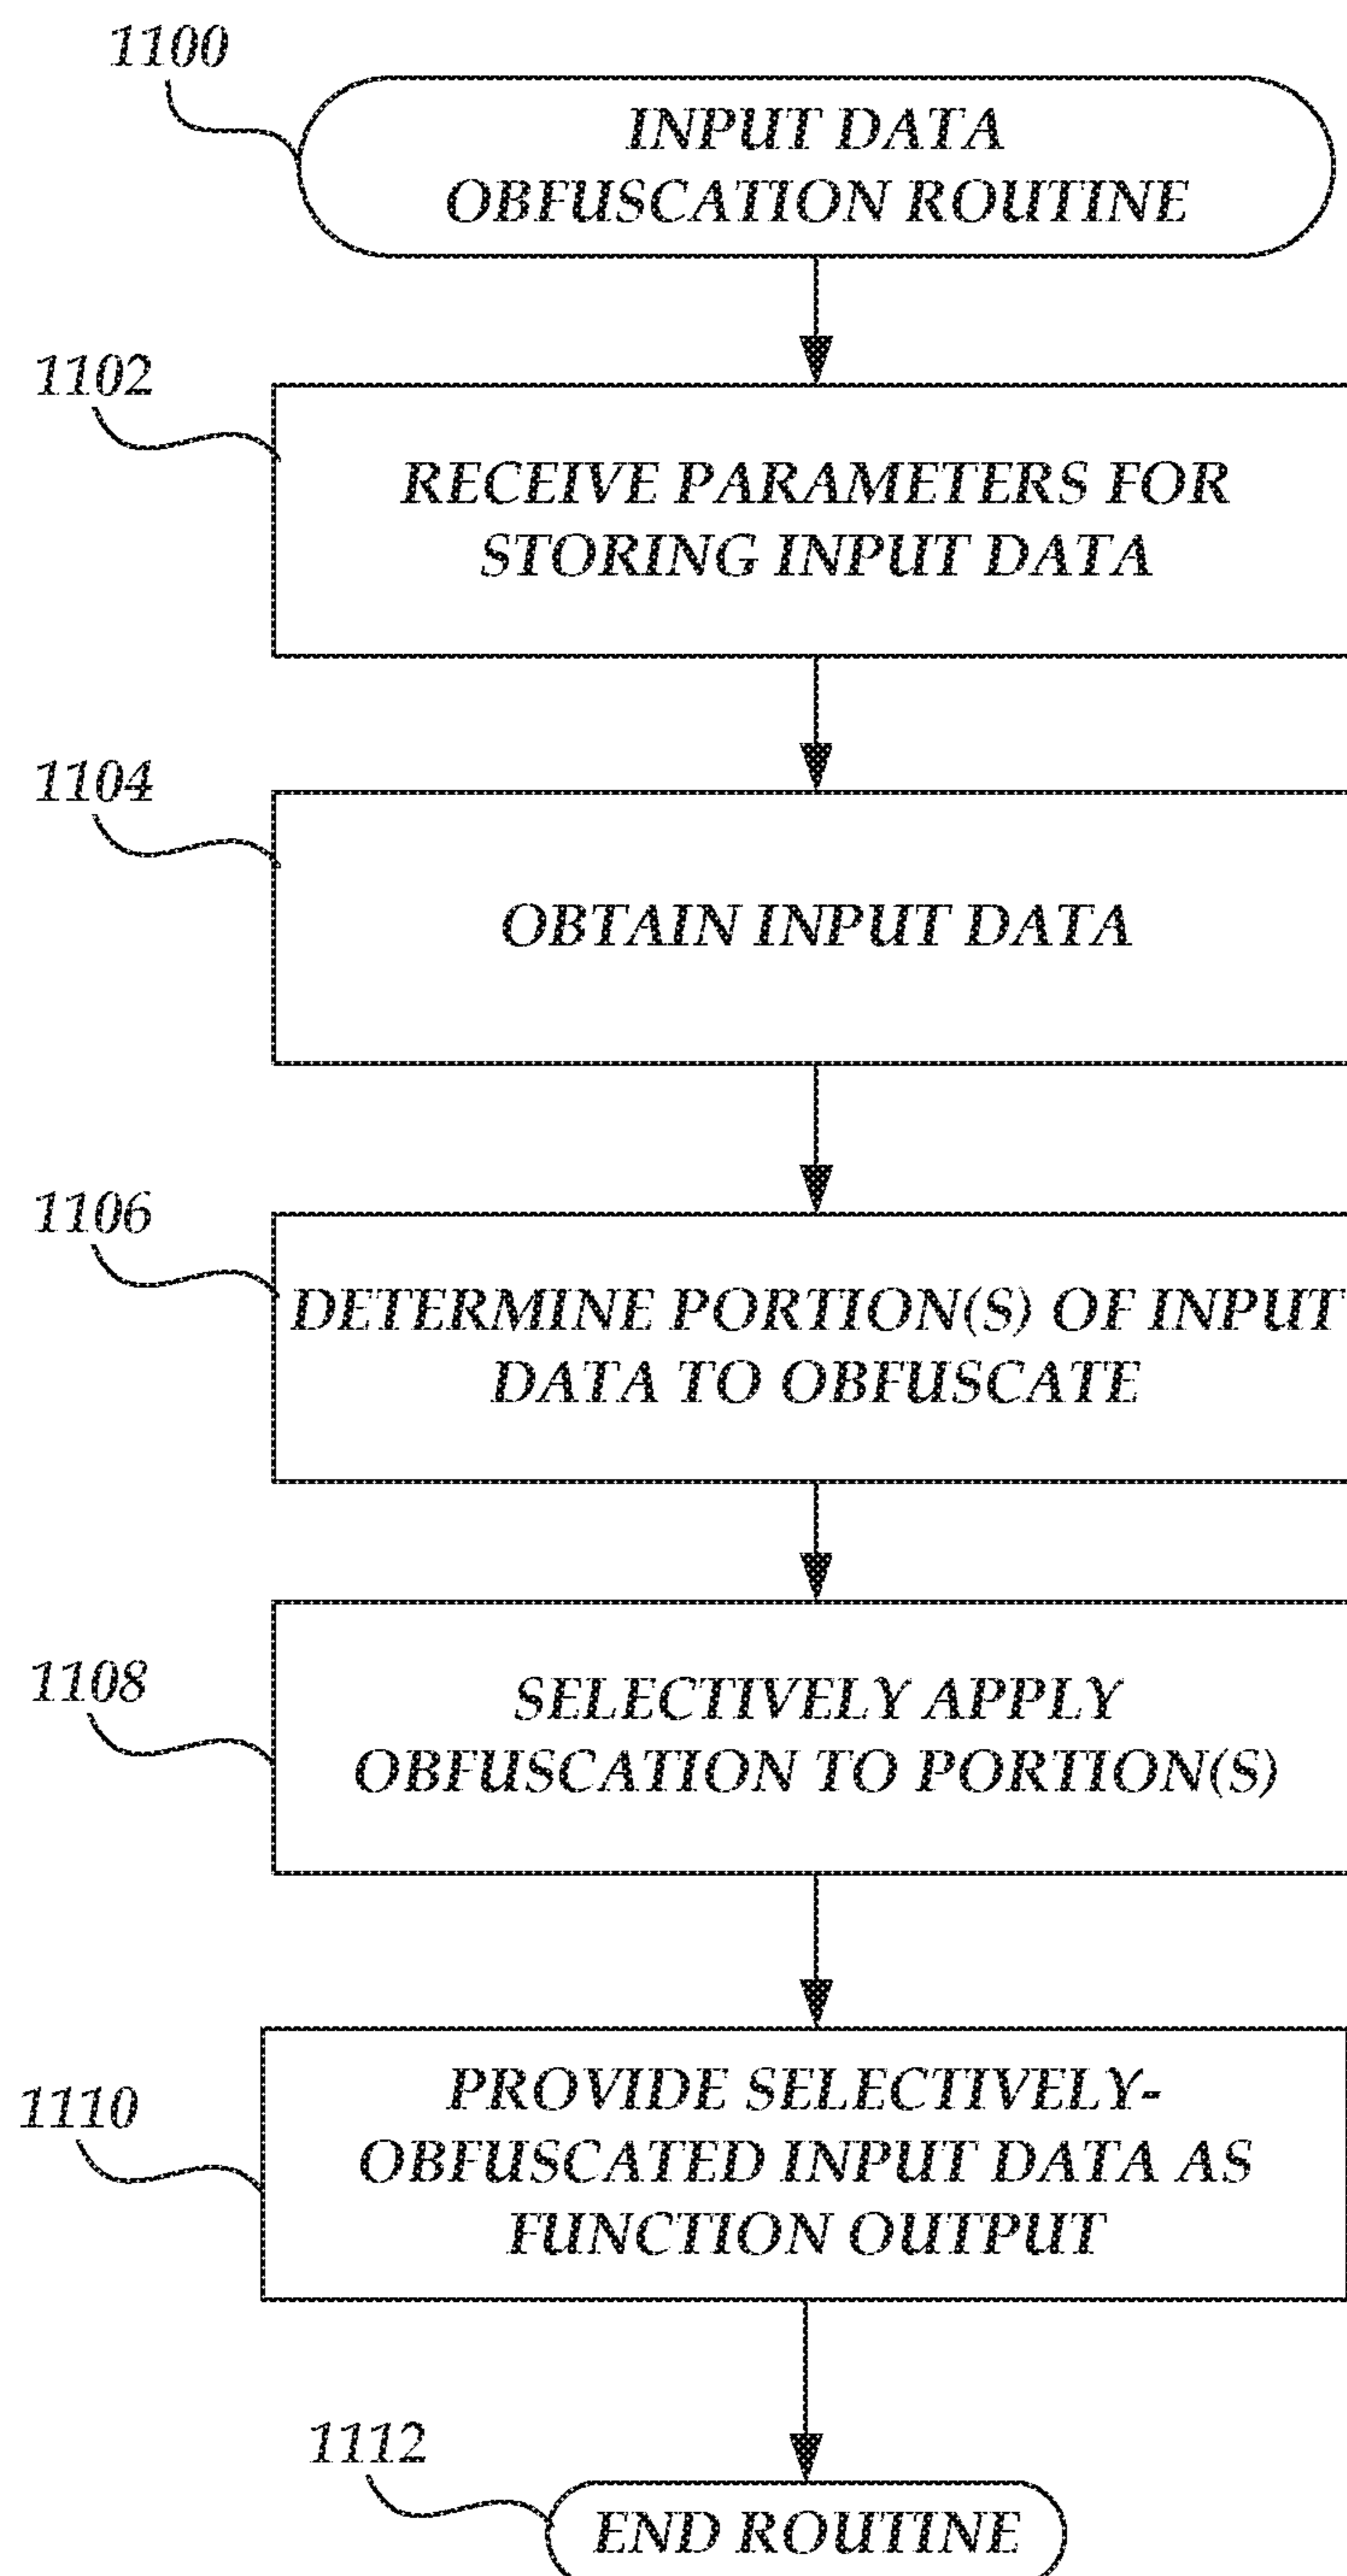 1100
INPUT DATA
OBFUSCATION ROUTINE
1102
RECEIVE PARAMETERS FOR
STORING INPUT DATA
1104
OBTAIN INPUT DATA
1106
DETERMINE PORTION(S) OF INPUT
DATA TO OBFUSCATE
1108
SELECTIVELY APPLY
OBFUSCATION TO PORTION(S)
1110
PROVIDE SELECTIVELY-
OBFUSCATED INPUT DATA AS
FUNCTION OUTPUT
1112
END ROUTINE